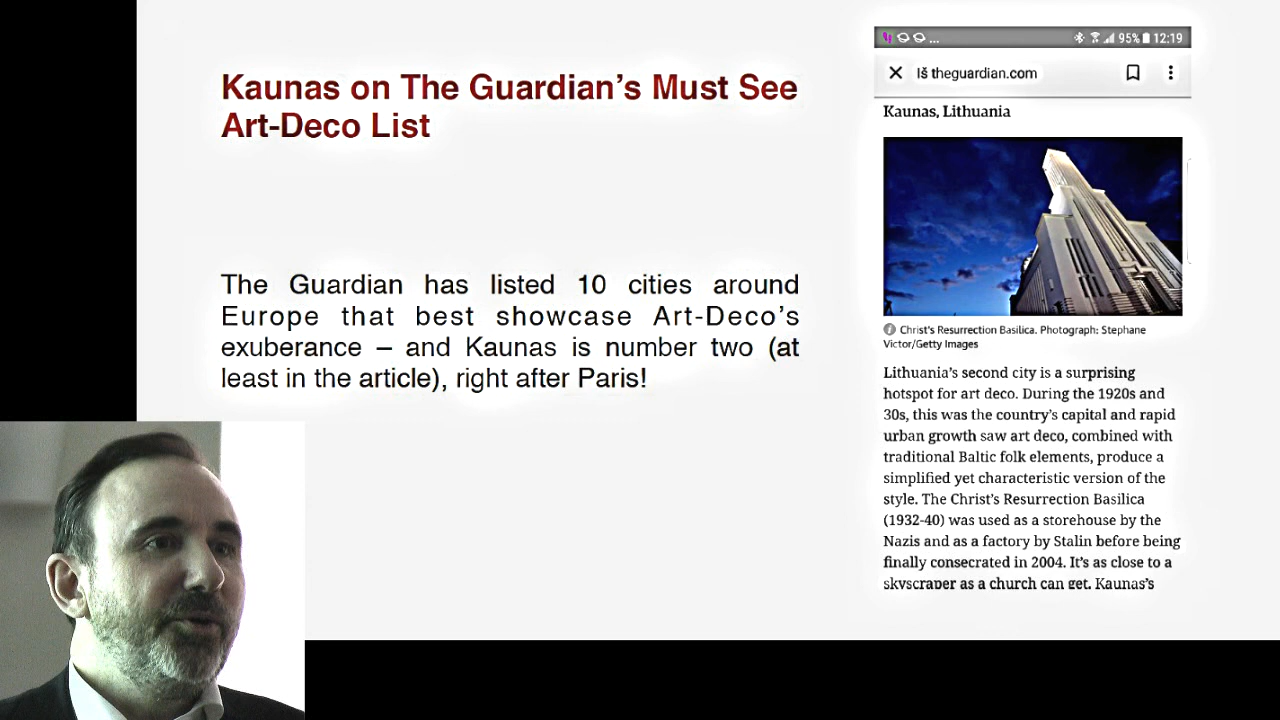 Kaunas on The Guardian's Must See
Art-Deco List
The Guardian has listed 10 cities around
Europe that best showcase Art-Deco's
exuberance – and Kaunas is number two (at
least in the article), right after Paris!
... 95% 12:19
Iš theguardian.com
Kaunas, Lithuania
Christ's Resurrection Basilica. Photograph: Stephane
Victor/Getty Images
Lithuania's second city is a surprising
hotspot for art deco. During the 1920s and
30s, this was the country's capital and rapid
urban growth saw art deco, combined with
traditional Baltic folk elements, produce a
simplified yet characteristic version of the
style. The Christ's Resurrection Basilica
(1932-40) was used as a storehouse by the
Nazis and as a factory by Stalin before being
finally consecrated in 2004. It's as close to a
skyscraper as a church can get. Kaunas's